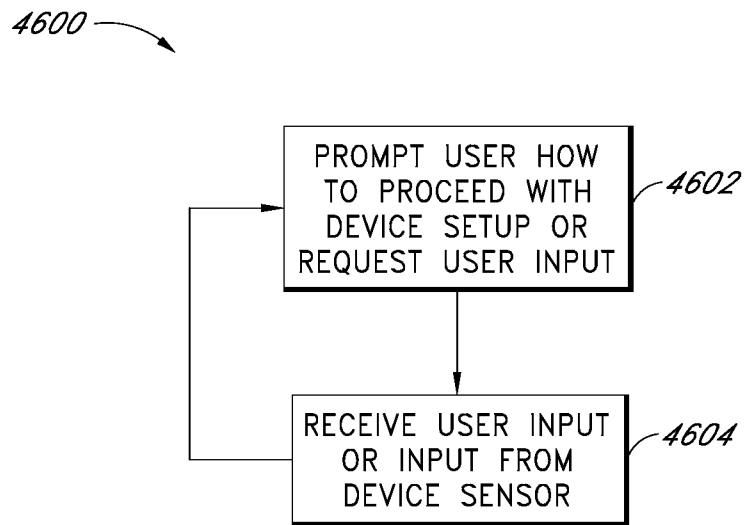 4600
PROMPT USER HOW
TO PROCEED WITH
DEVICE SETUP OR
REQUEST USER INPUT
4602
RECEIVE USER INPUT
OR INPUT FROM
DEVICE SENSOR
4604